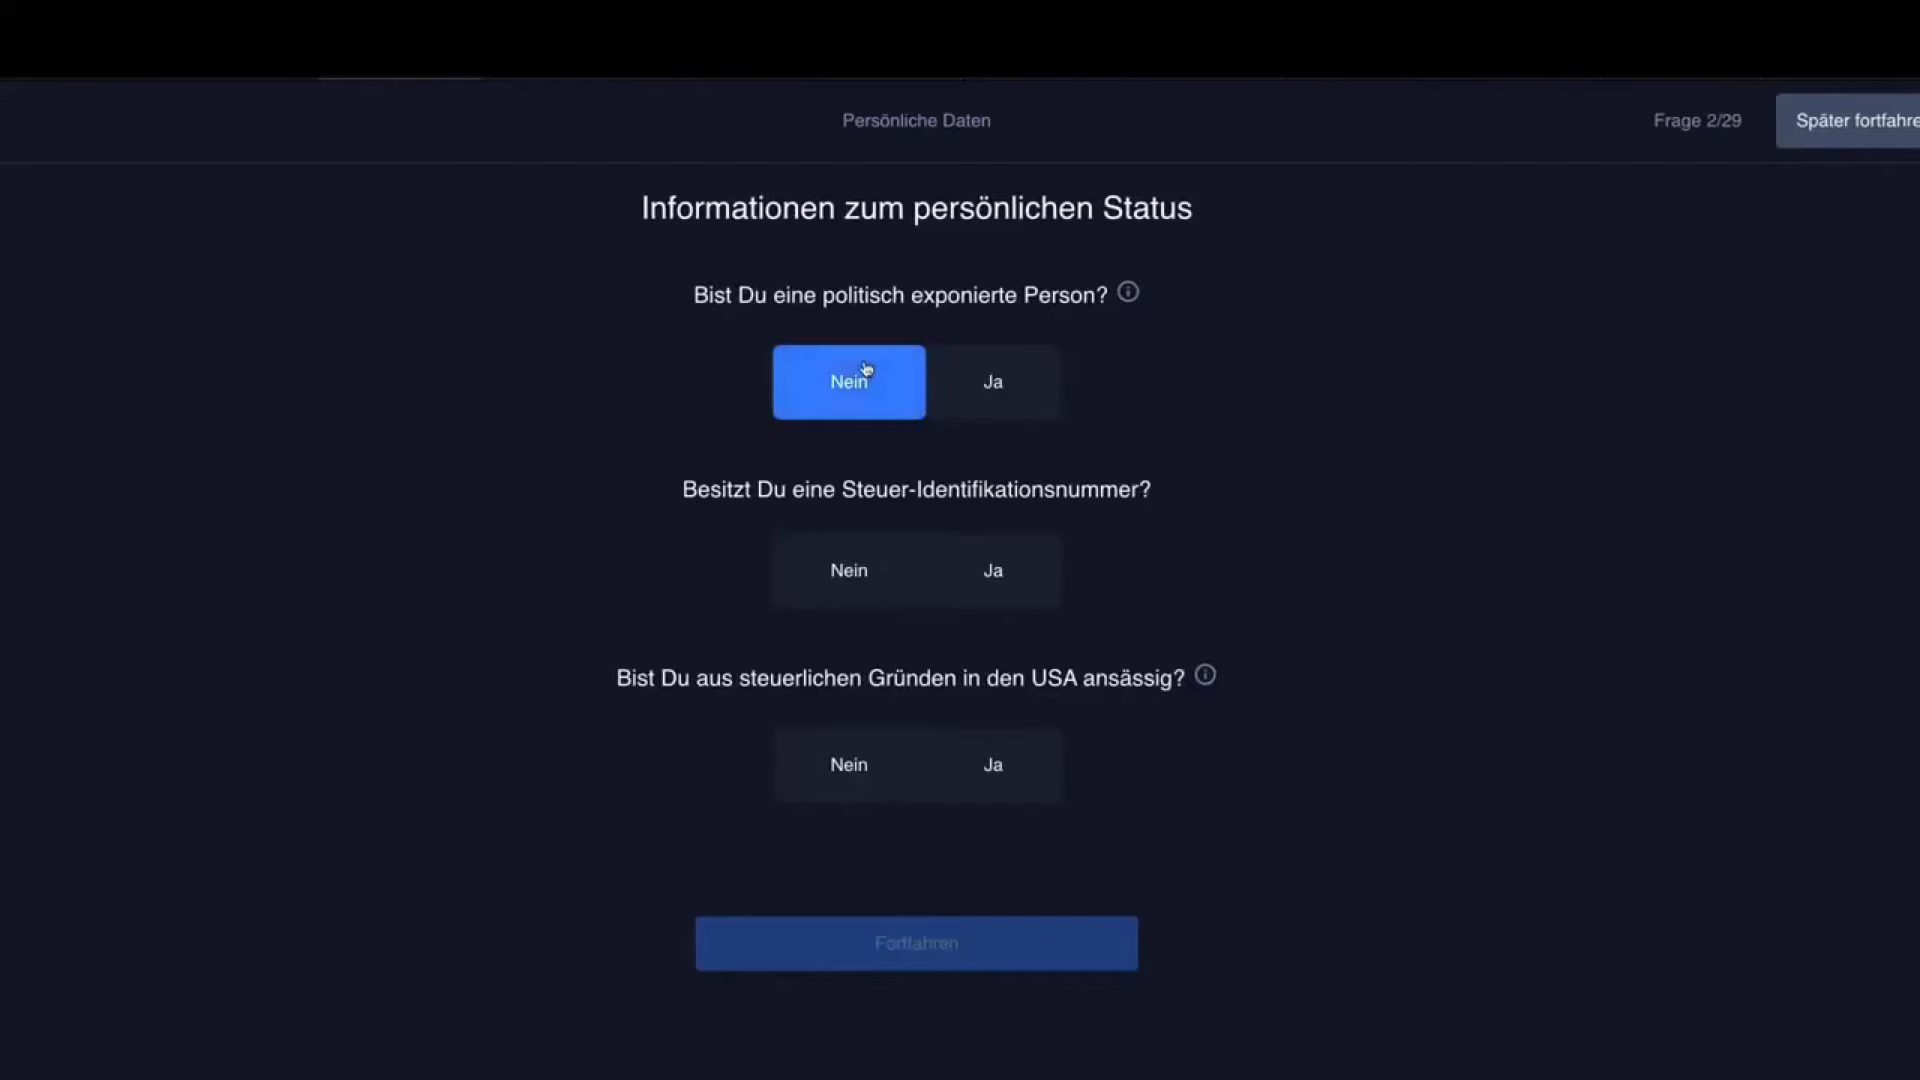 Persönliche Daten
Frage 2/29
Später fortfahre
Informationen zum persönlichen Status
Bist Du eine politisch exponierte Person?
Nein Ja
Besitzt Du eine Steuer-Identifikationsnummer?
Nein Ja
Bist Du aus steuerlichen Gründen in den USA ansässig?
Nein Ja
Fortfahren